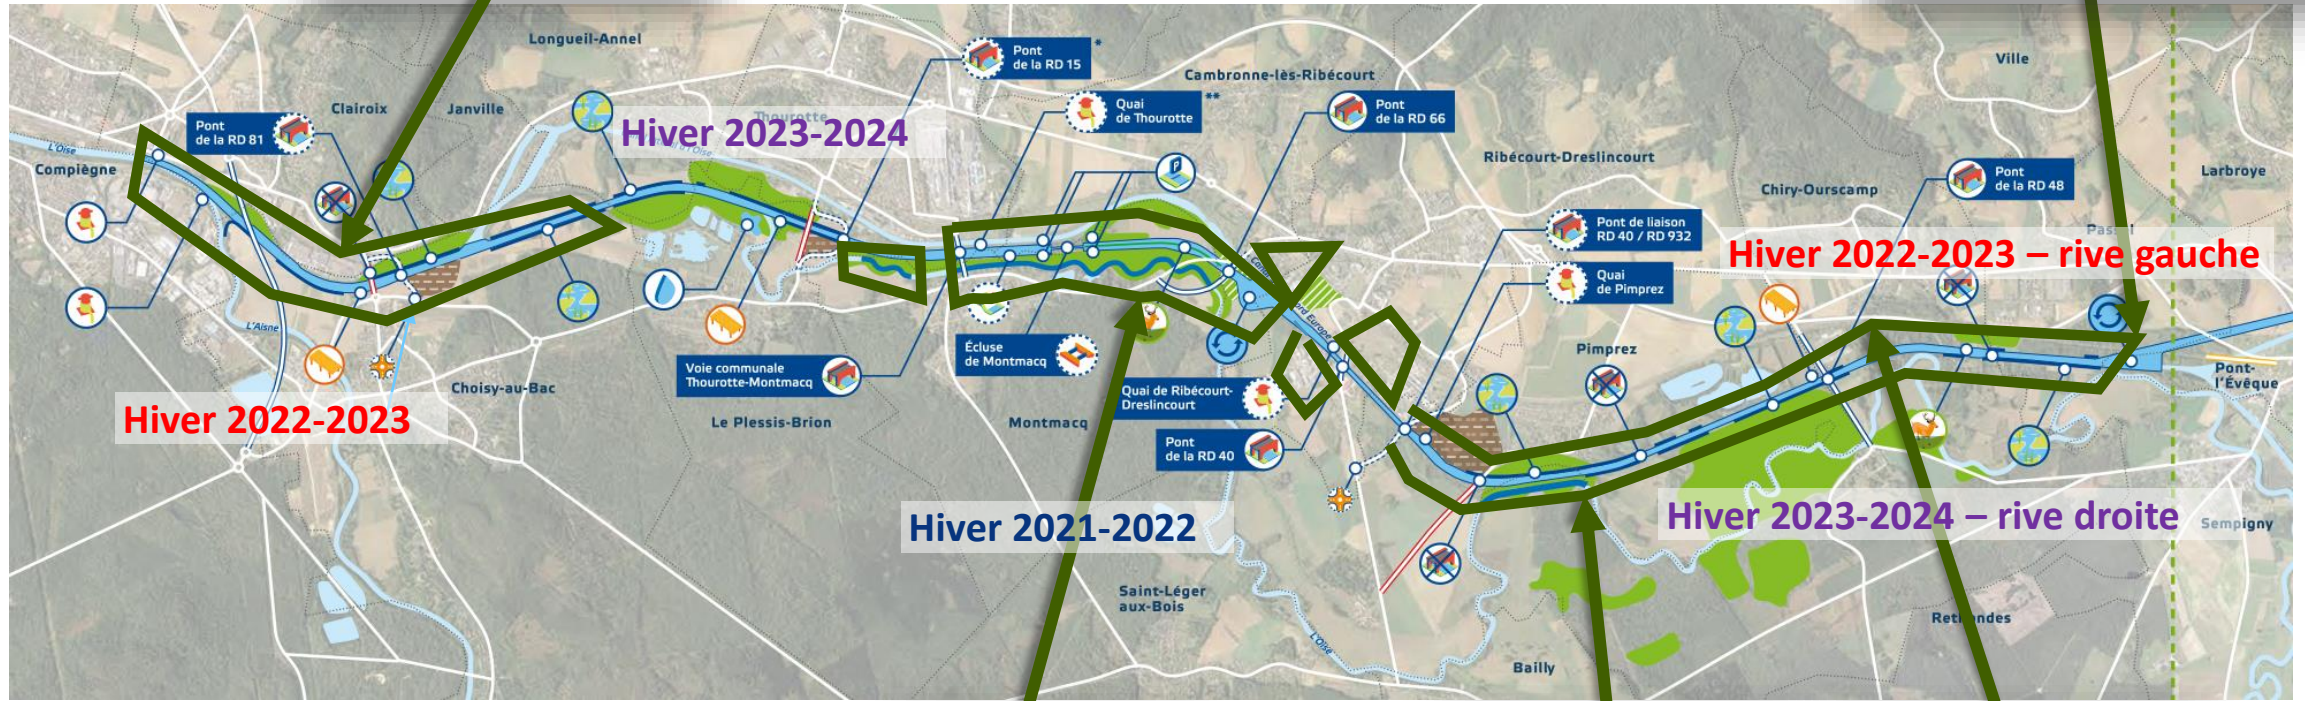 Longueil-Annel
Pont
de la RD 15
*
Cambronne-lès-Ribécourt
Ville
Clairoix
Janville
Hiver 2023-2024
Thourotte
Quai
de Thourotte
**
Pont
de la RD 66
Pont
de la RD 81
L'Oise
Compiègne
Ribécourt-Dreslincourt
Chiry-Ourscamp
Pont
de la RD 48
Larbroye
P
Pont de liaison
RD 40 / RD 932
Hiver 2022-2023 – rive gauche
Quai
de Pimprez
L'Aisne
Écluse
de Montmacq
Pimprez
Voie communale
Thourotte-Montmacq
Choisy-au-Bac
Pont-
l'Évêque
Quai de Ribécourt-
Dreslincourt
Hiver 2022-2023
Le Plessis-Brion
Montmacq
Pont
de la RD 40
Hiver 2021-2022
Hiver 2023-2024 – rive droite
Sempigny
Saint-Léger
aux-Bois
L'Oise
Bailly